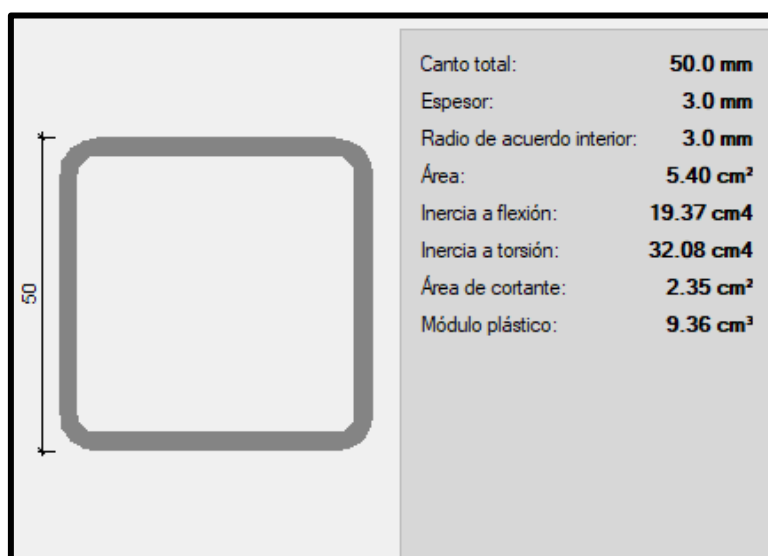 Canto total: 50.0 mm
Espesor: 3.0 mm
Radio de acuerdo interior: 3.0 mm
Área: 5.40 cm²
Inercia a flexión: 19.37 cm4
Inercia a torsión: 32.08 cm4
Área de cortante: 2.35 cm²
Módulo plástico: 9.36 cm³
50